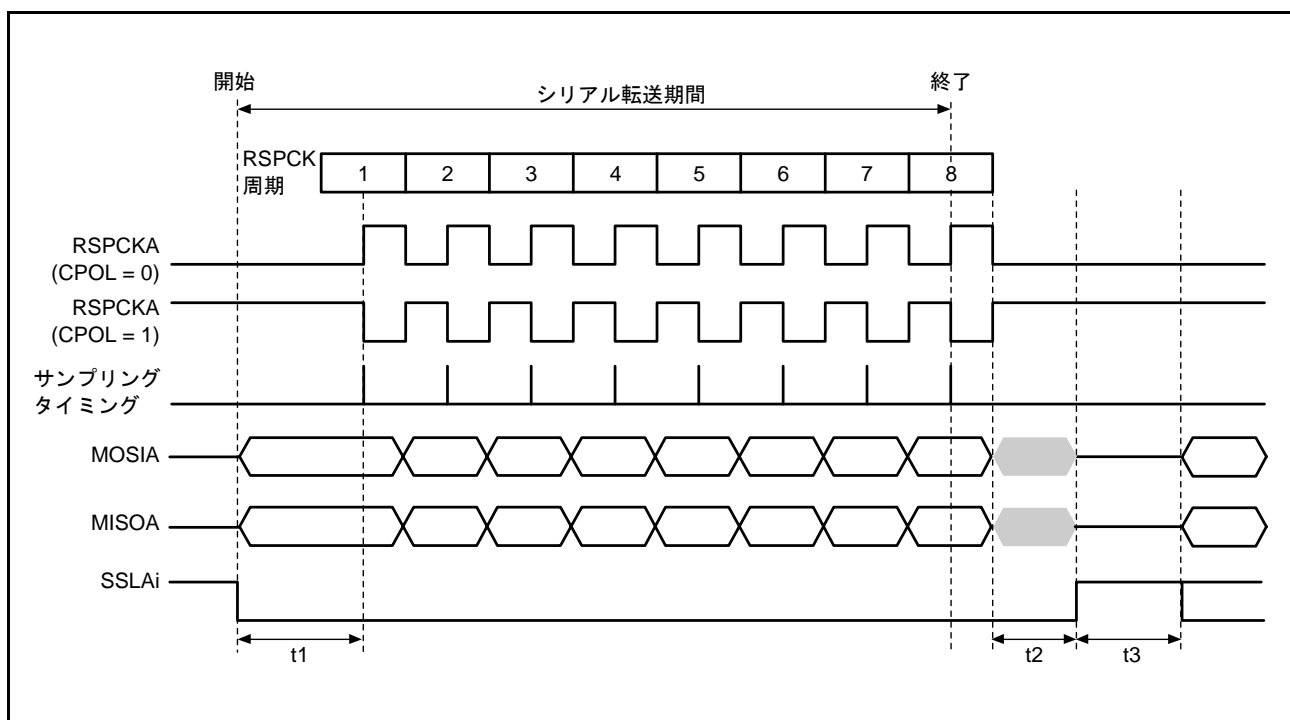 開始
終了
シリアル転送期間
RSPCK
周期
1 2 3 4 5 6 7 8
RSPCKA
(CPOL = 0)
RSPCKA
(CPOL = 1)
サンプリング
タイミング
MOSIA
MISOA
SSLAi
t1
t2
t3